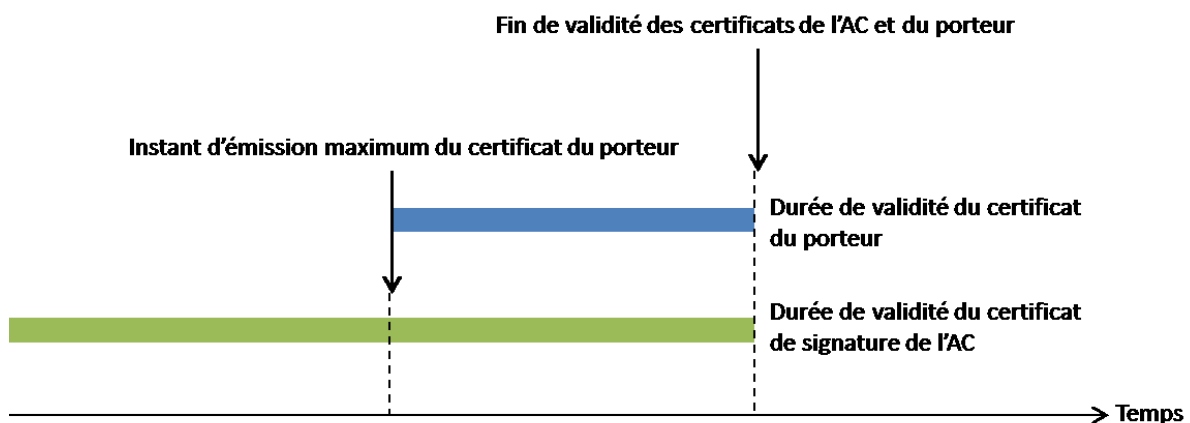 Fin de validité des certificats de l'AC et du porteur
Instant d'émission maximum du certificat du porteur
Durée de validité du certificat
du porteur
Durée de validité du certificat
de signature de l'AC
Temps